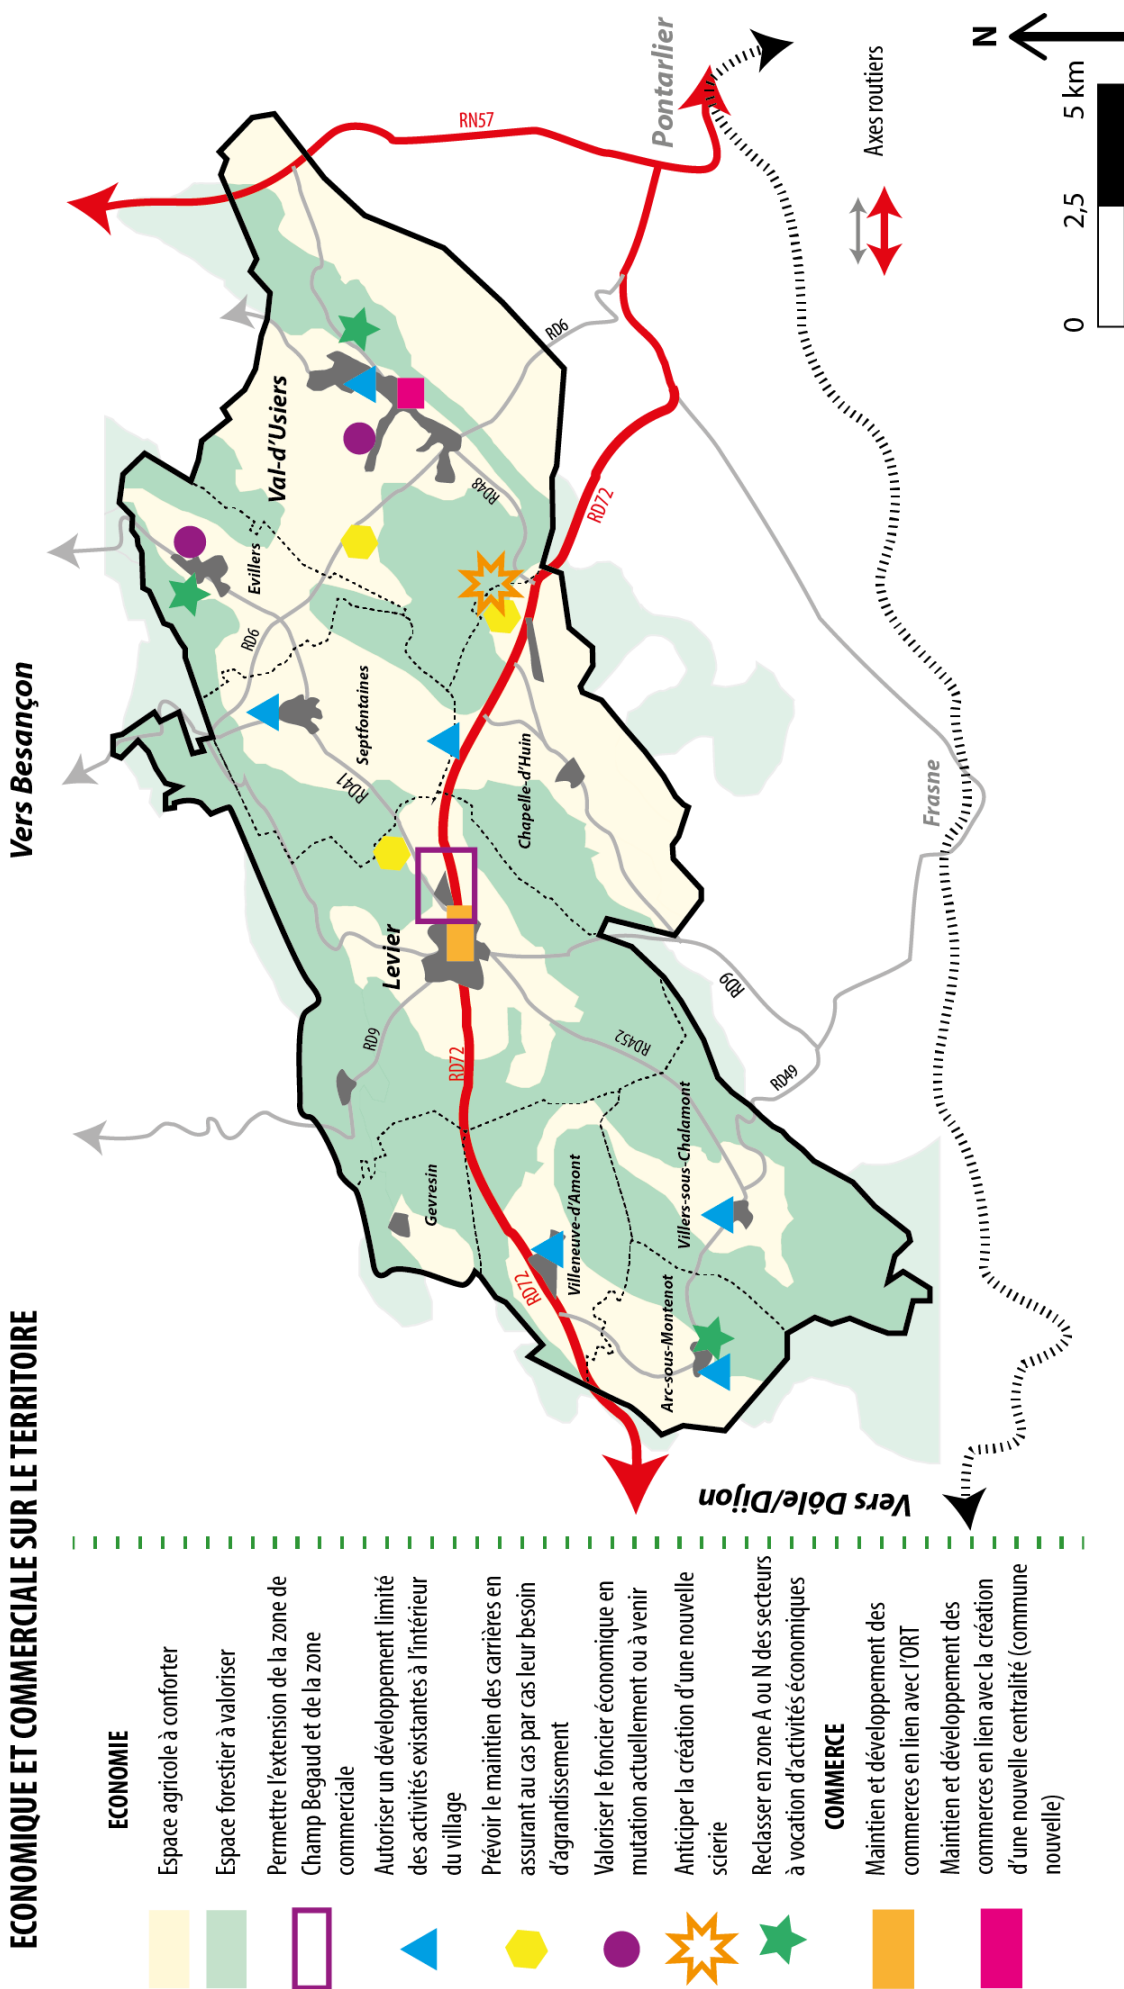 ECONOMIQUE ET COMMERCIALE SUR LE TERRITOIRE
ECONOMIE
Espace agricole à conforter
Espace forestier à valoriser
Permettre l'extension de la zone de
Champ Begaud et de la zone
commerciale
Autoriser un développement limité
des activités existantes à l'intérieur
du village
Prévoir le maintien des carrières en
assurant au cas par cas leur besoin
d'agrandissement
Valoriser le foncier économique en
mutation actuellement ou à venir
Anticiper la création d'une nouvelle
scierie
Reclasser en zone A ou N des secteurs
à vocation d'activités économiques
COMMERCE
Maintien et développement des
commerces en lien avec l'ORT
Maintien et développement des
commerces en lien avec la création
d'une nouvelle centralité (commune
nouvelle)
Vers Besançon
Vers Dôle/Dijon
Pontarlier
Frasne
Val-d'Usiers
Evillers
Septfontaines
Levier
Chapelle-d'Huin
Gevresin
Villeneuve-d'Amont
Villers-sous-Chalamont
Arc-sous-Montenot
RN57
RD6
RD48
RD72
RD6
RD41
RD9
RD72
RD452
RD9
RD49
RD72
Axes routiers
N
0
2,5
5 km